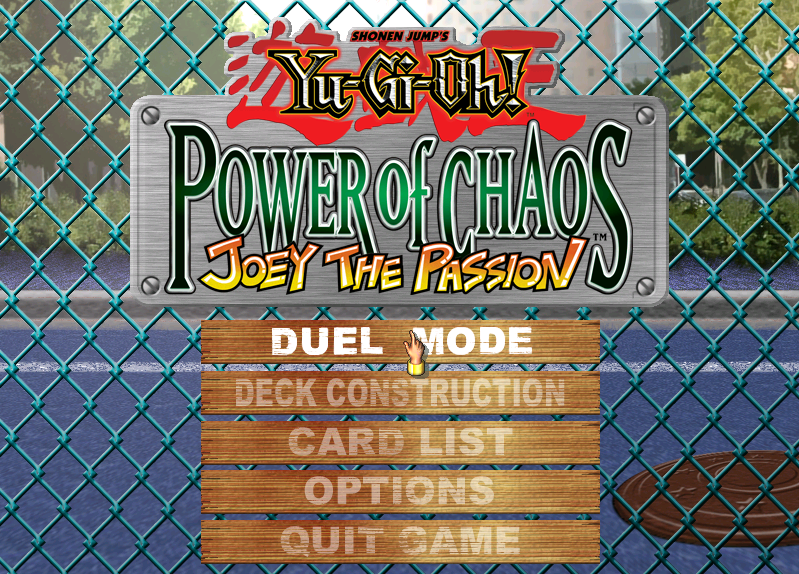 SHONEN JUMP'S
Yu-Gi-Oh!
POWER of CHAOS™
JOEY THE PASSION
DUEL MODE
DECK CONSTRUCTION
CARD LIST
OPTIONS
QUIT GAME